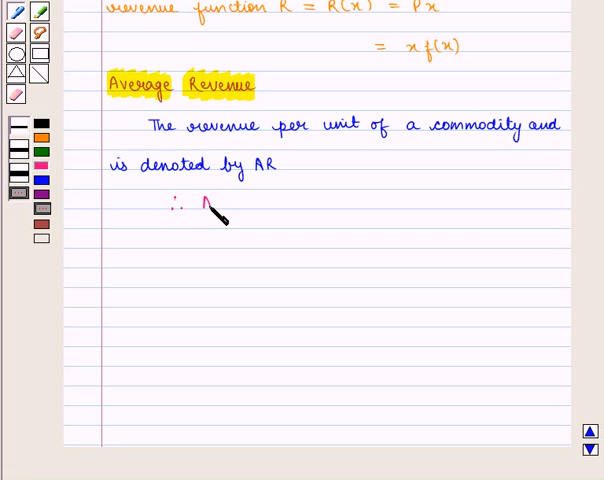 revenue function R = R(x) = Px
= x f(x)
Average Revenue
The revenue per unit of a commodity and
is denoted by AR
∴